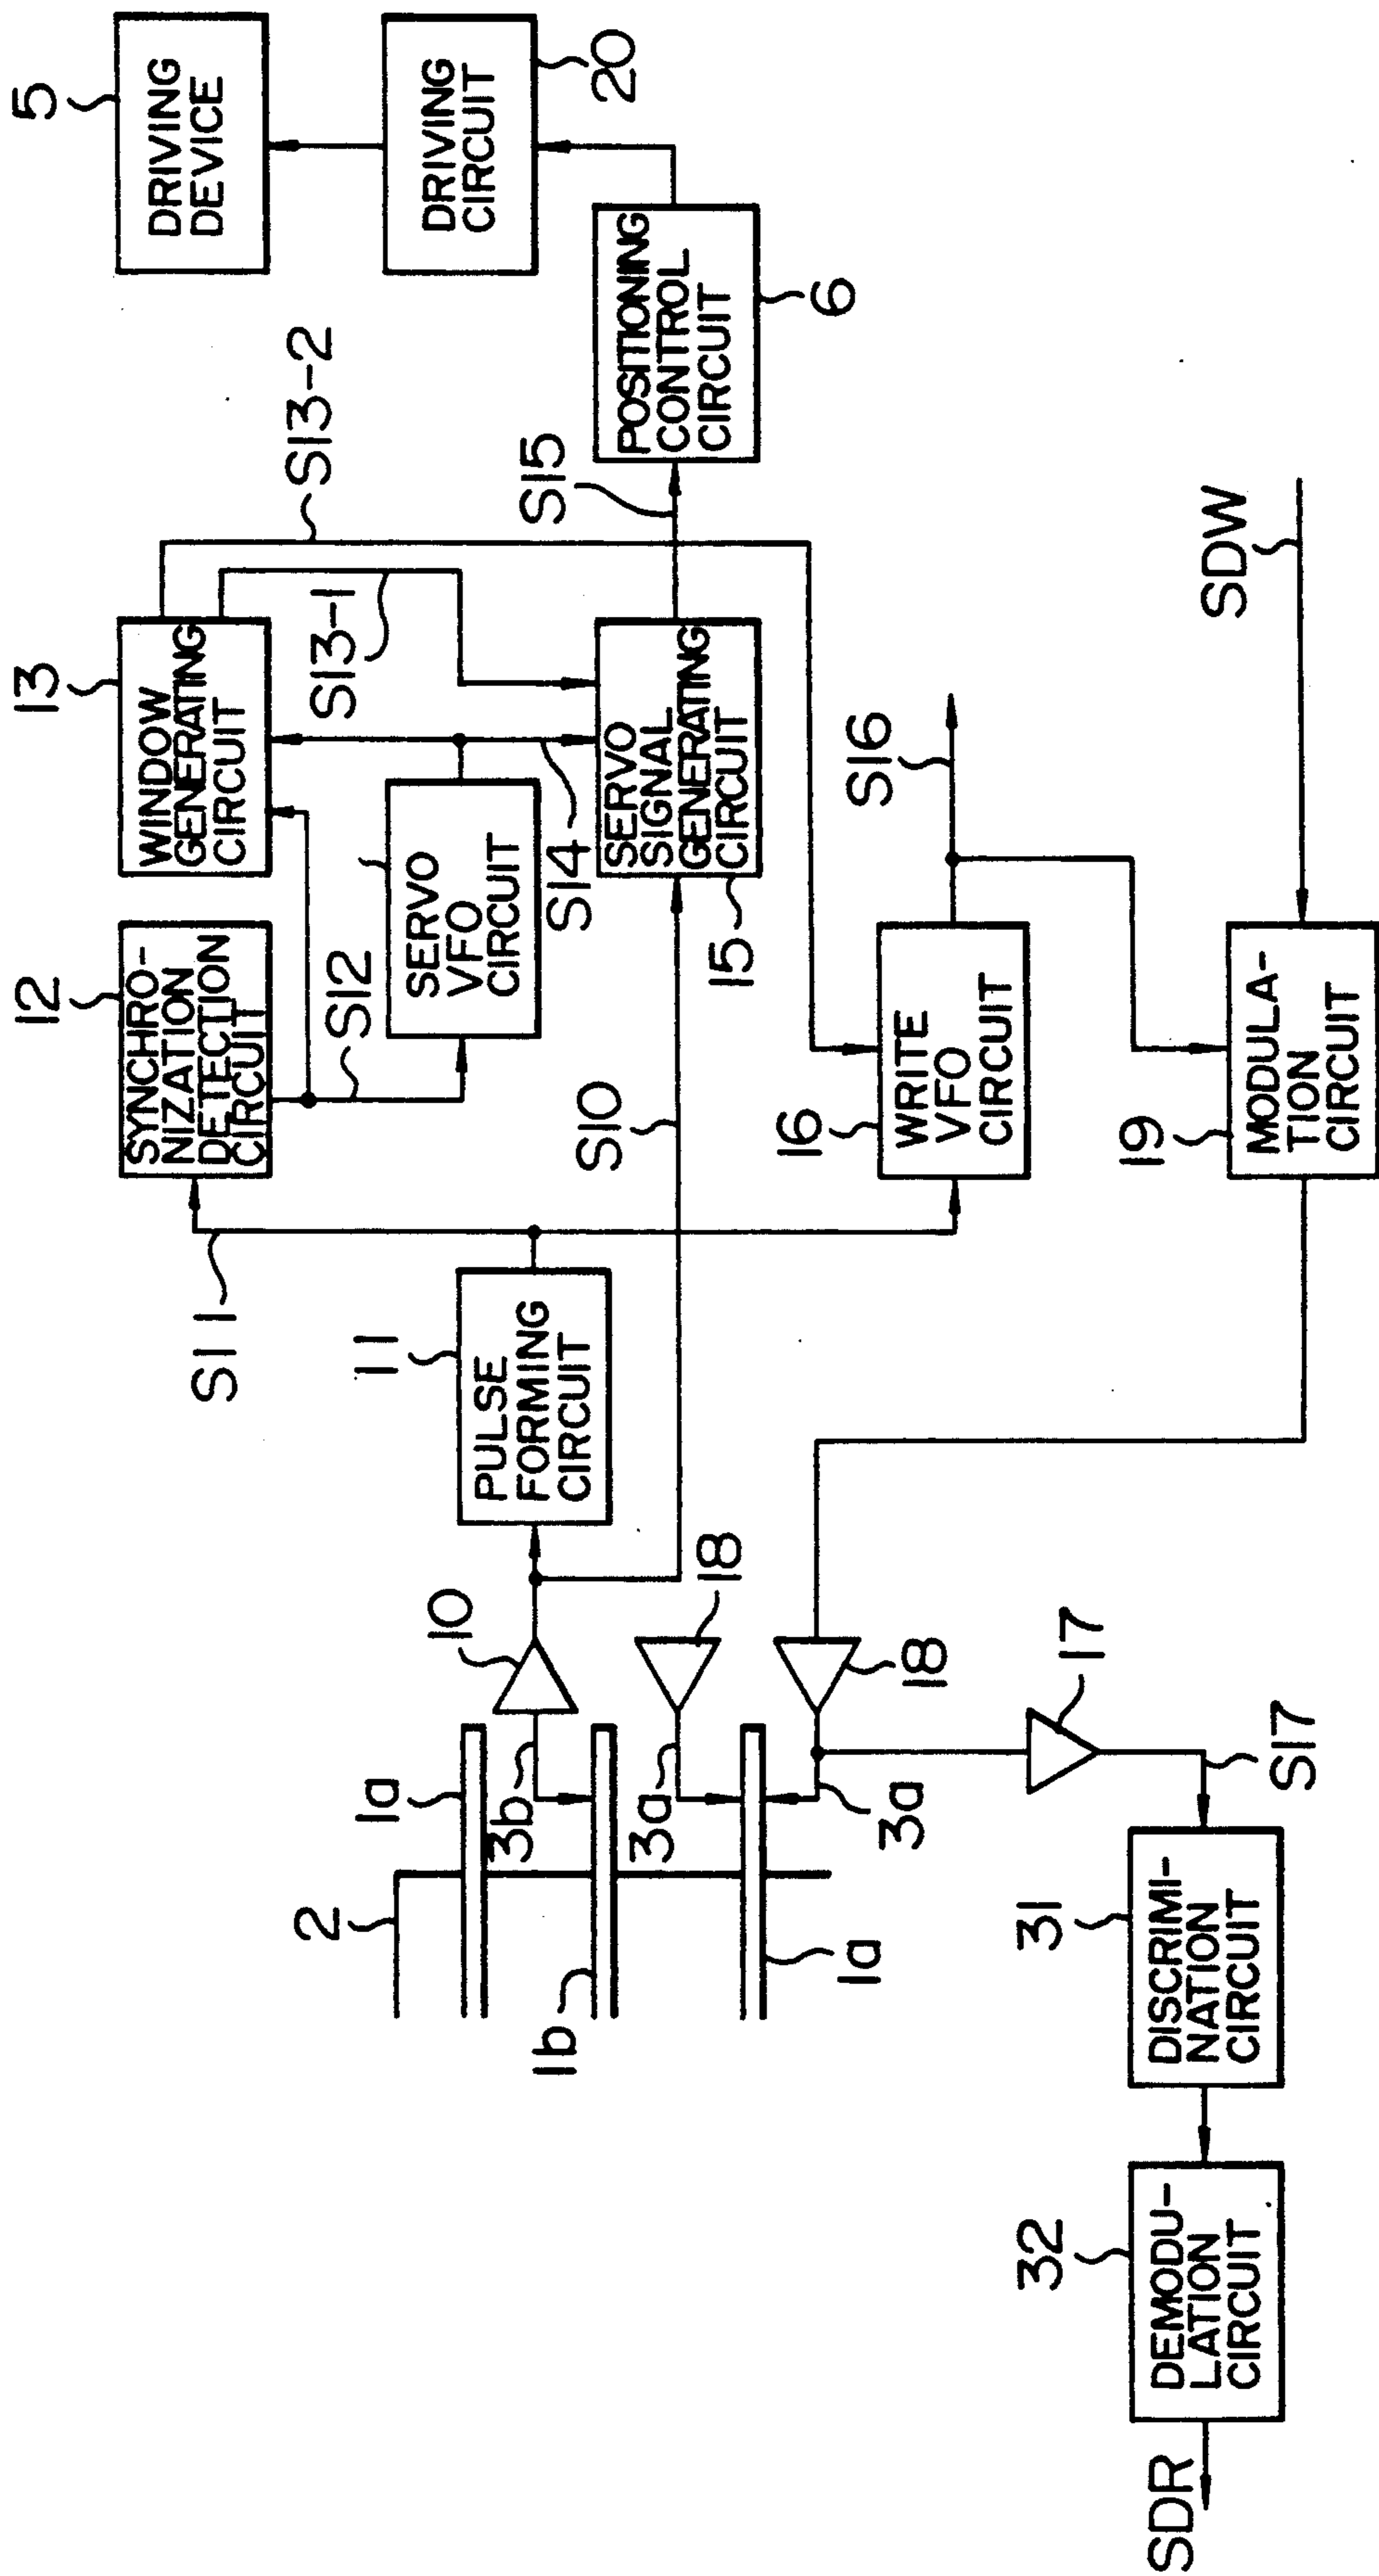 5
DRIVING
DEVICE
DRIVING
CIRCUIT
20
S13-2
13
WINDOW
GENERATING
CIRCUIT
S13-1
12
SYNCHRO-
NIZATION
DETECTION
CIRCUIT
S12
SERVO
VFO
CIRCUIT
S14
S15
POSITIONING
CONTROL
CIRCUIT
6
SERVO
SIGNAL
GENERATING
CIRCUIT
15
S11
11
PULSE
FORMING
CIRCUIT
S10
10
18
2
1a
3b
1b
3a
1a
18
3a
17
S17
16
WRITE
VFO
CIRCUIT
S16
SDW
19
MODULA-
TION
CIRCUIT
31
DISCRIMI-
NATION
CIRCUIT
32
DEMODU-
LATION
CIRCUIT
SDR